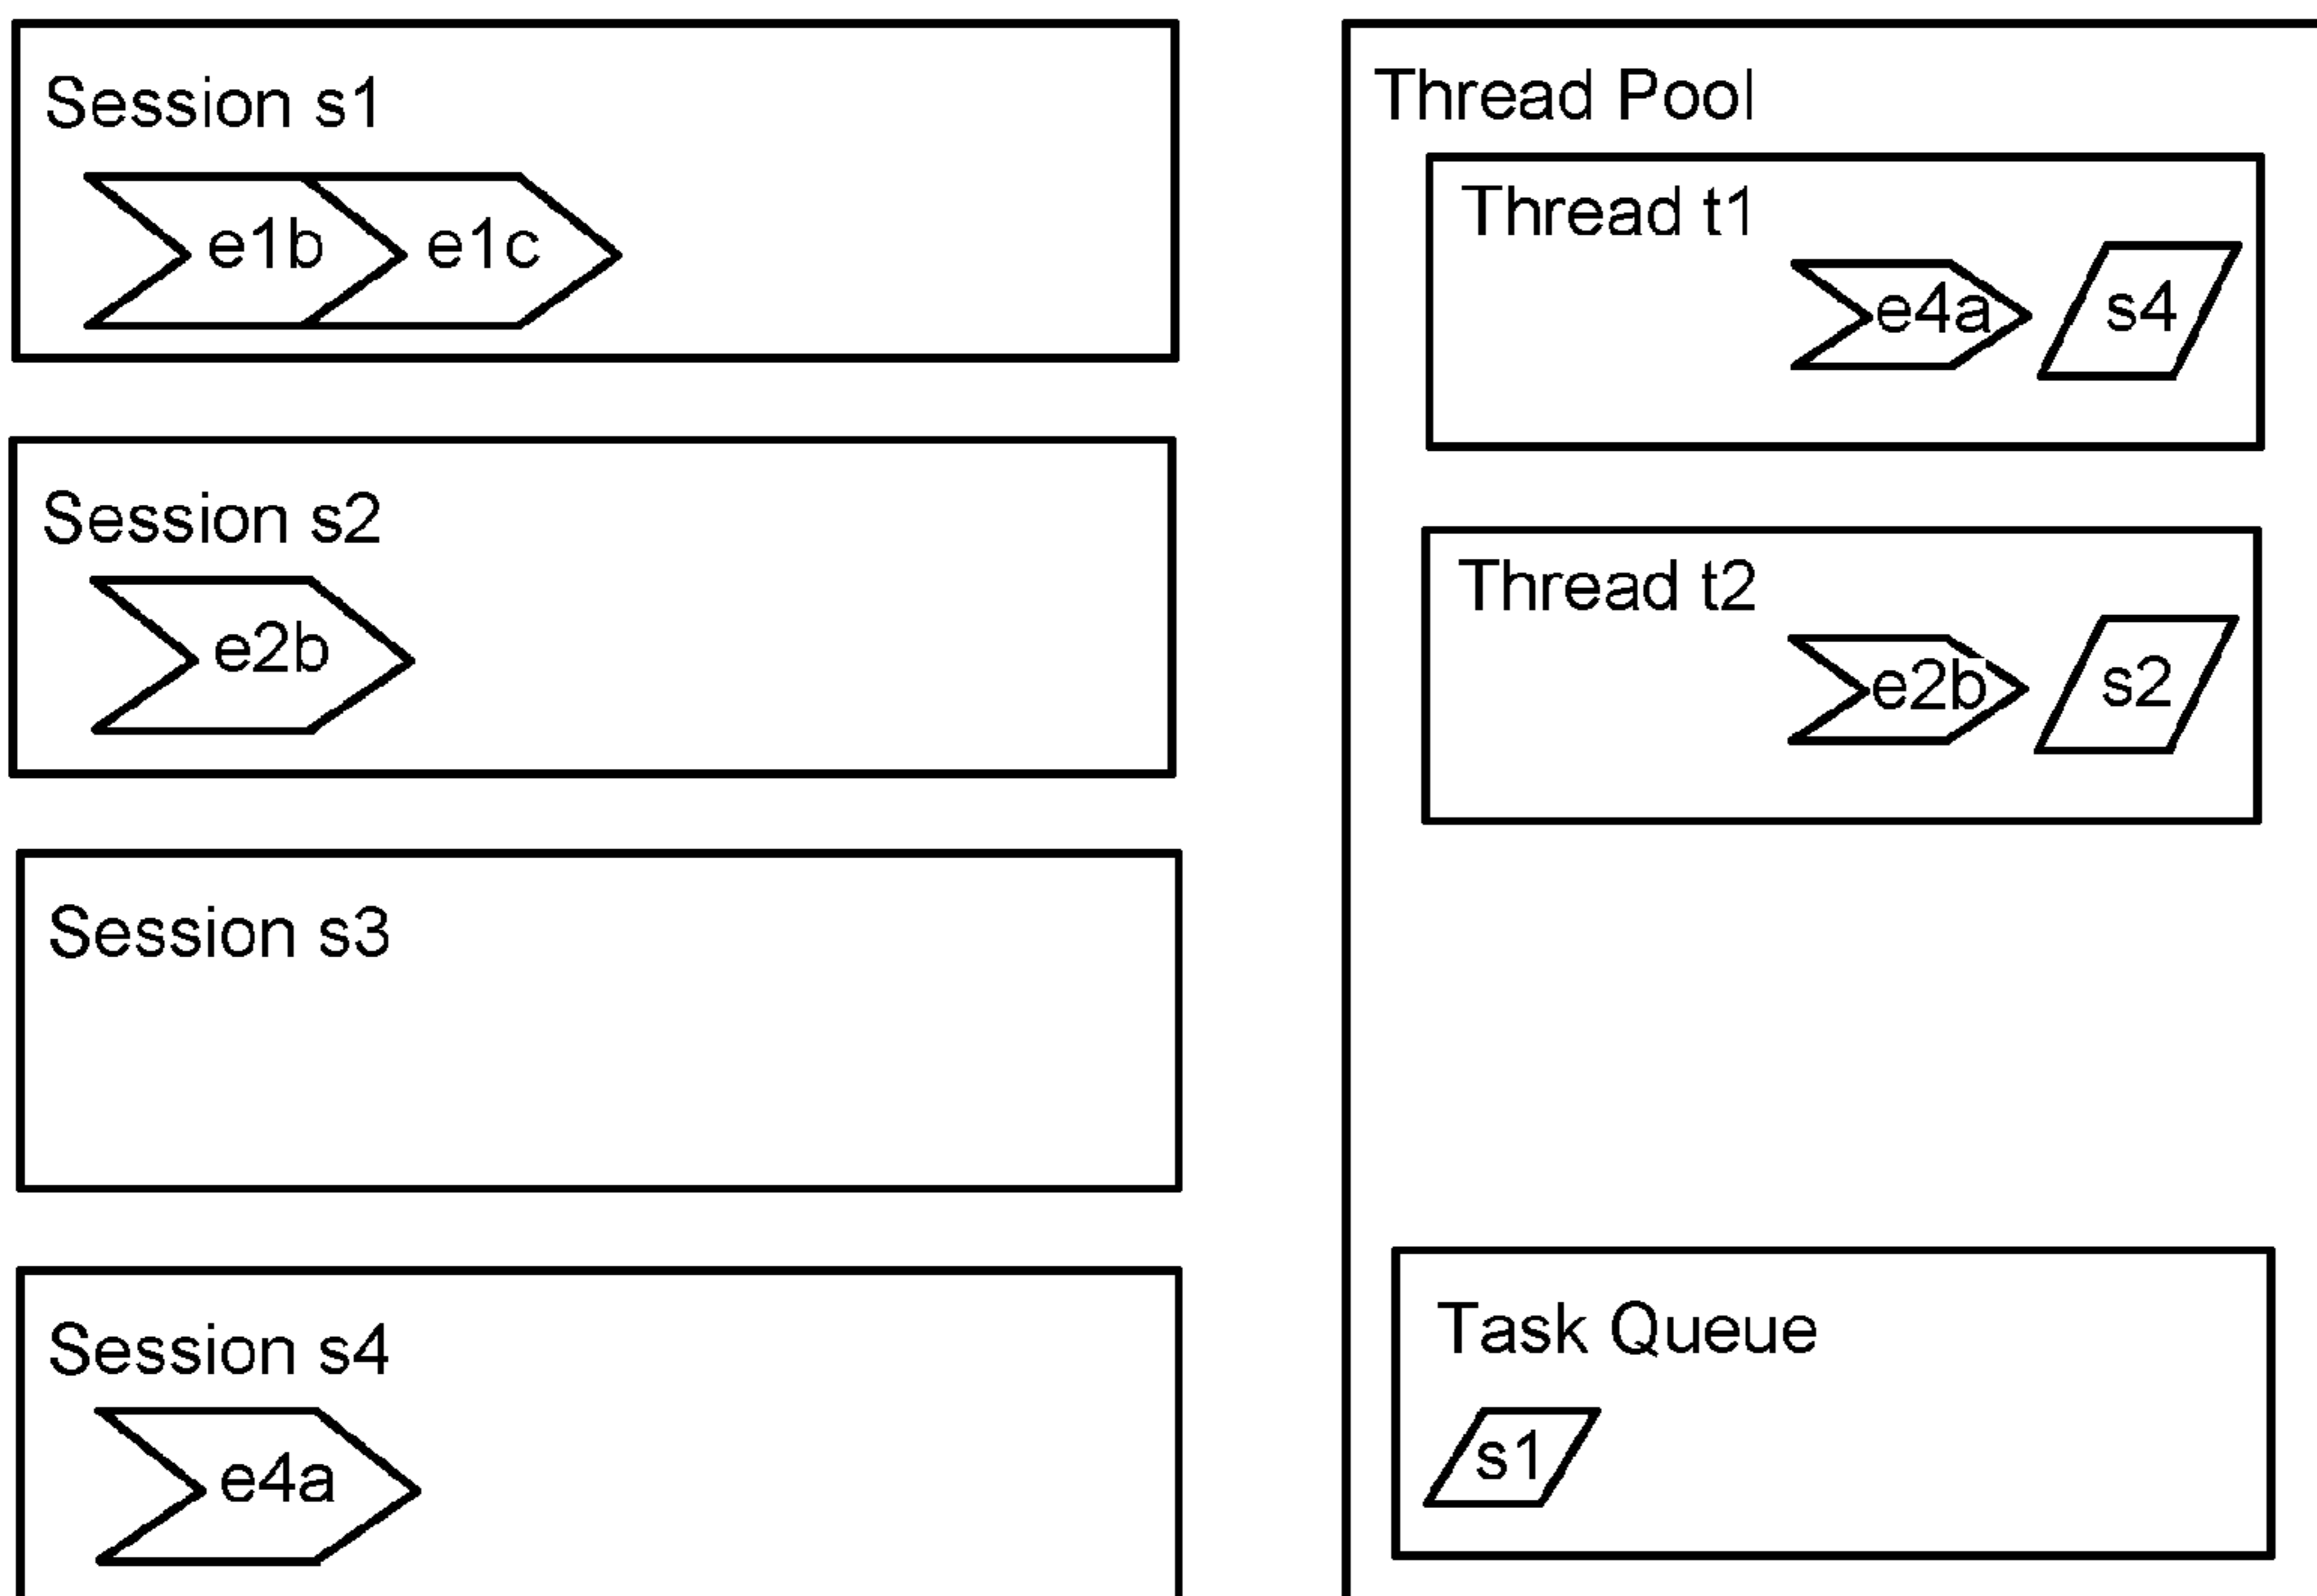 Session s1
e1b e1c
Session s2
e2b
Session s3
Session s4
e4a
Thread Pool
Thread t1
e4a s4
Thread t2
e2b s2
Task Queue
s1